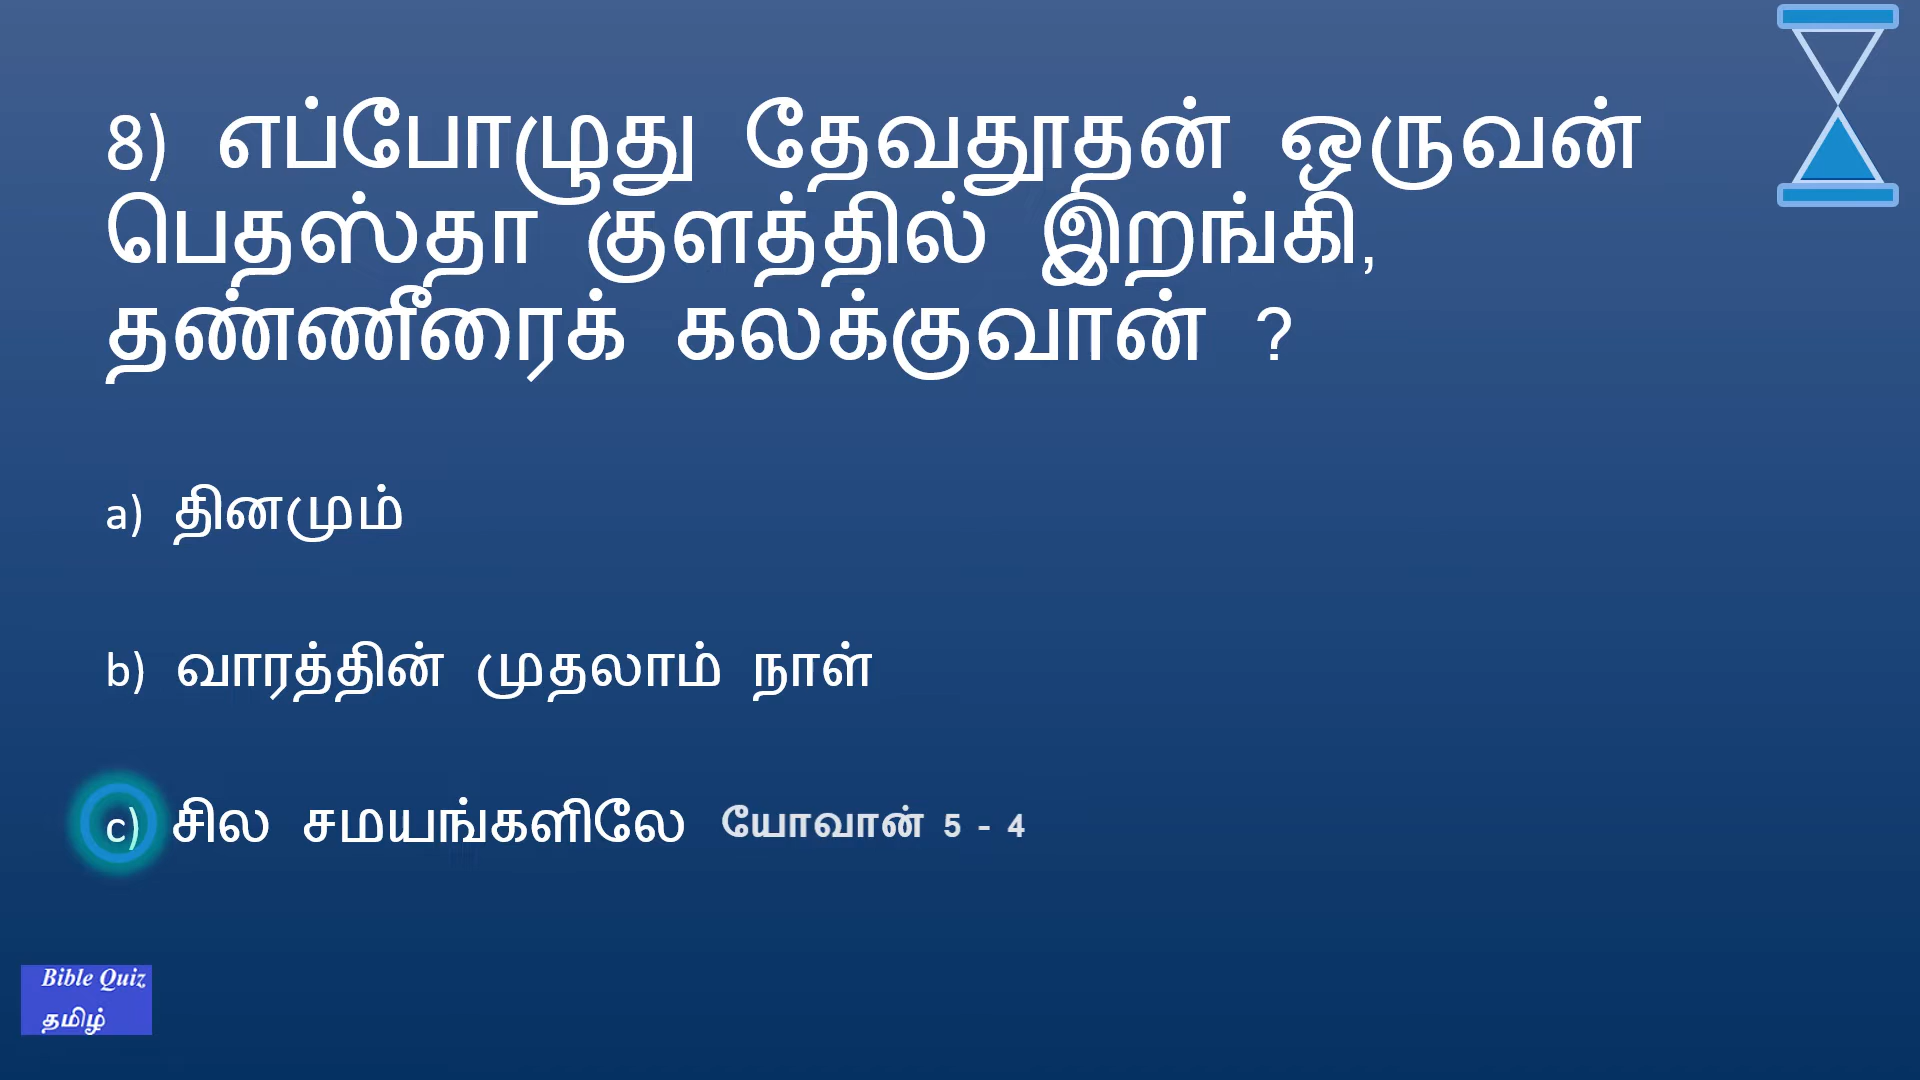 8) எப்போழுது தேவதூதன் ஒருவன்
பெதஸ்தா குளத்தில் இறங்கி,
தண்ணீரைக் கலக்குவான் ?
a) தினமும்
b) வாரத்தின் முதலாம் நாள்
c) சில சமயங்களிலே யோவான் 5 - 4
Bible Quiz
தமிழ்